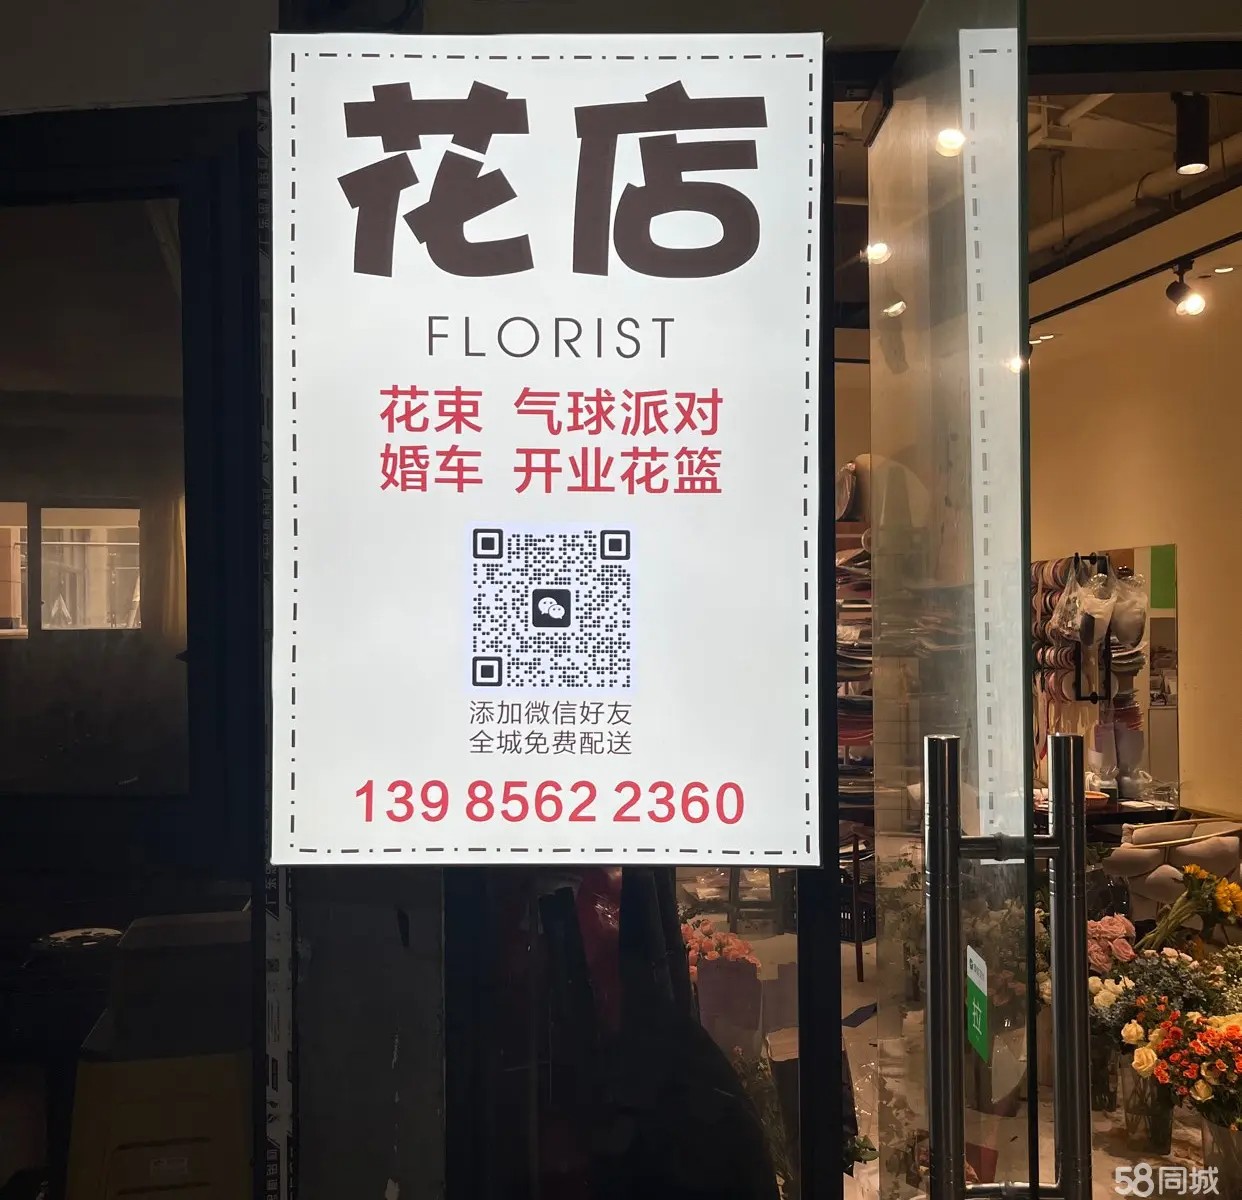 花店
FLORIST
花束 气球派对
婚车 开业花篮
添加微信好友
全城免费配送
139 8562 2360
拉
58同城